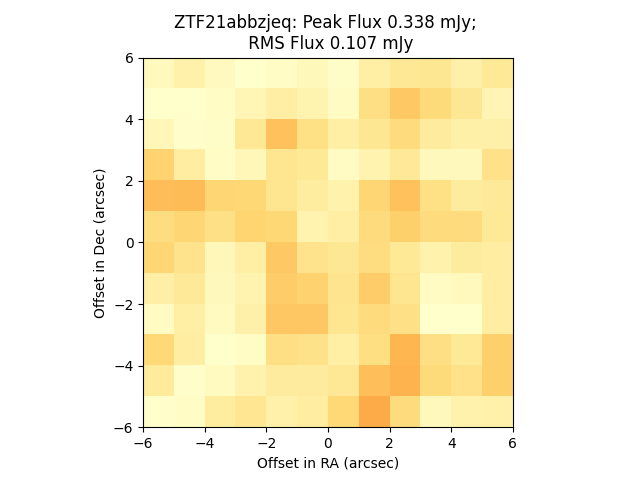 ZTF21abbzjeq: Peak Flux 0.338 mJy;
RMS Flux 0.107 mJy
6
4
2
0
−2
−4
−6
Offset in Dec (arcsec)
−6 −4 −2 0 2 4 6
Offset in RA (arcsec)